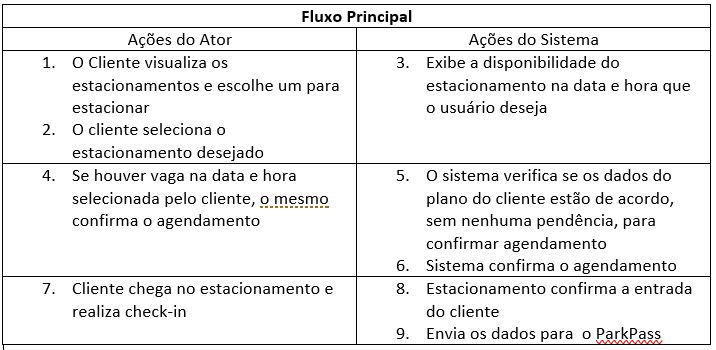 Fluxo Principal
Ações do Ator
Ações do Sistema
1. O Cliente visualiza os
estacionamentos e escolhe um para
estacionar
2. O cliente seleciona o
estacionamento desejado
3. Exibe a disponibilidade do
estacionamento na data e hora que
o usuário deseja
4. Se houver vaga na data e hora
selecionada pelo cliente, o mesmo
confirma o agendamento
5. O sistema verifica se os dados do
plano do cliente estão de acordo,
sem nenhuma pendência, para
confirmar agendamento
6. Sistema confirma o agendamento
7. Cliente chega no estacionamento e
realiza check-in
8. Estacionamento confirma a entrada
do cliente
9. Envia os dados para o ParkPass